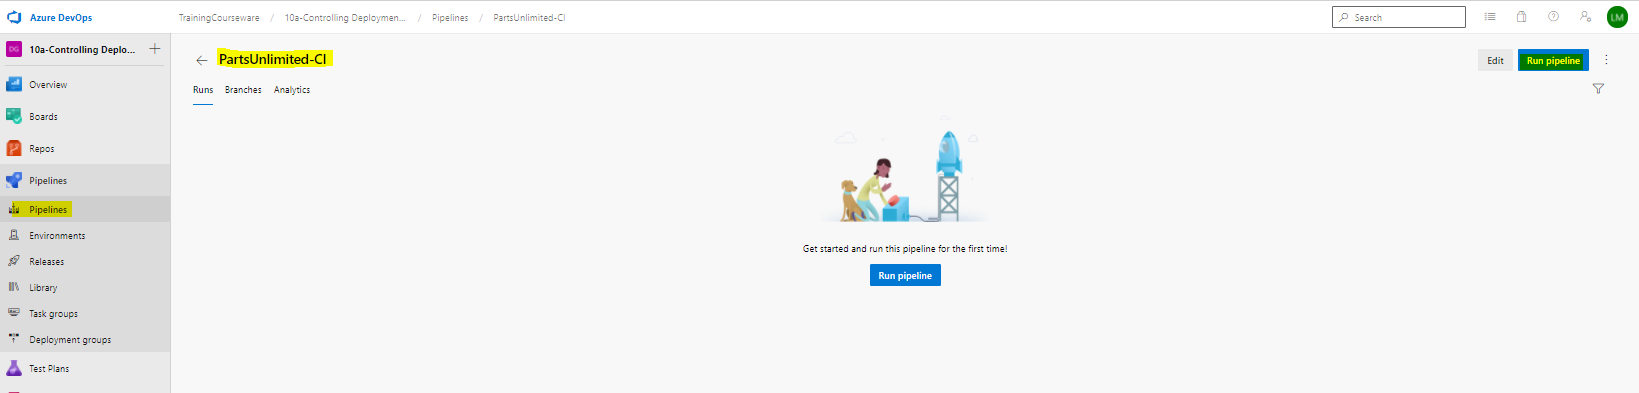 Azure DevOps
TrainingCourseware / 10a-Controlling Deploymen... / Pipelines / PartsUnlimited-CI
Search
LM
DG 10a-Controlling Deplo... +
PartsUnlimited-CI
Edit
Run pipeline
Overview
Runs Branches Analytics
Boards
Repos
Pipelines
Pipelines
Environments
Get started and run this pipeline for the first time!
Releases
Run pipeline
Library
Task groups
Deployment groups
Test Plans